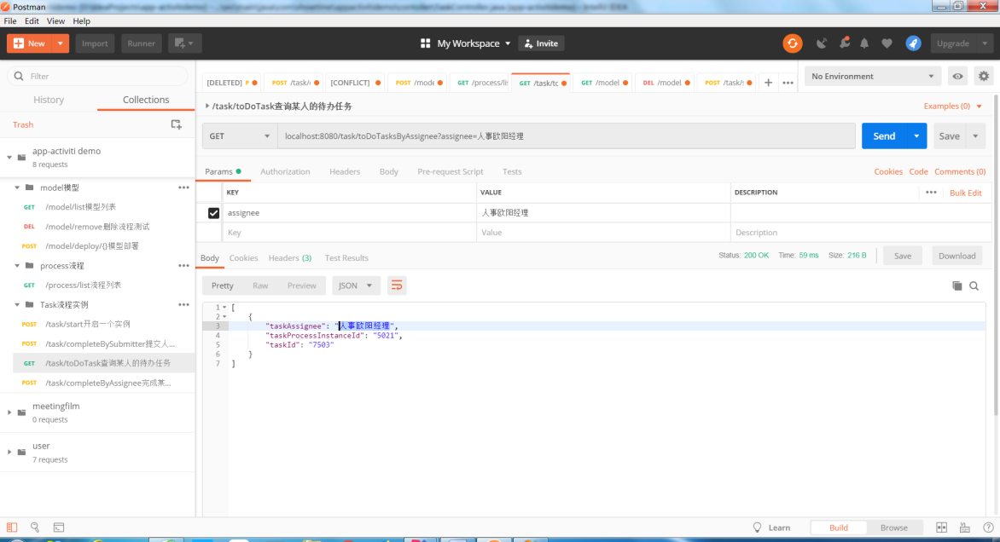 Postman
File Edit View Help
New Import Runner My Workspace Invite Upgrade
Filter
History Collections
Trash
app-activiti demo
8 requests
model模型
GET /model/list模型列表
DEL /model/remove删除流程测试
POST /model/deploy/{}模型部署
process流程
GET /process/list流程列表
Task流程实例
POST /task/start开启一个实例
POST /task/completeBySubmitter提交人...
GET /task/toDoTask查询某人的待办任务
POST /task/completeByAssignee完成某...
meetingfilm
0 requests
user
7 requests
[DELETED] P POST /task/ [CONFLICT] POST /mode GET /process/li GET /task/tc GET /model DEL /model POST /task/s No Environment
/task/toDoTask查询某人的待办任务 Examples (0)
GET localhost:8080/task/toDoTasksByAssignee?assignee=人事欧阳经理 Send Save
Params Authorization Headers Body Pre-request Script Tests Cookies Code Comments (0)
KEY VALUE DESCRIPTION Bulk Edit
assignee 人事欧阳经理
Key Value Description
Body Cookies Headers (3) Test Results Status: 200 OK Time: 59 ms Size: 216 B Save Download
Pretty Raw Preview JSON
1 [
2 {
3 "taskAssignee": "人事欧阳经理",
4 "taskProcessInstanceId": "5021",
5 "taskId": "7503"
6 }
7 ]
Learn Build Browse